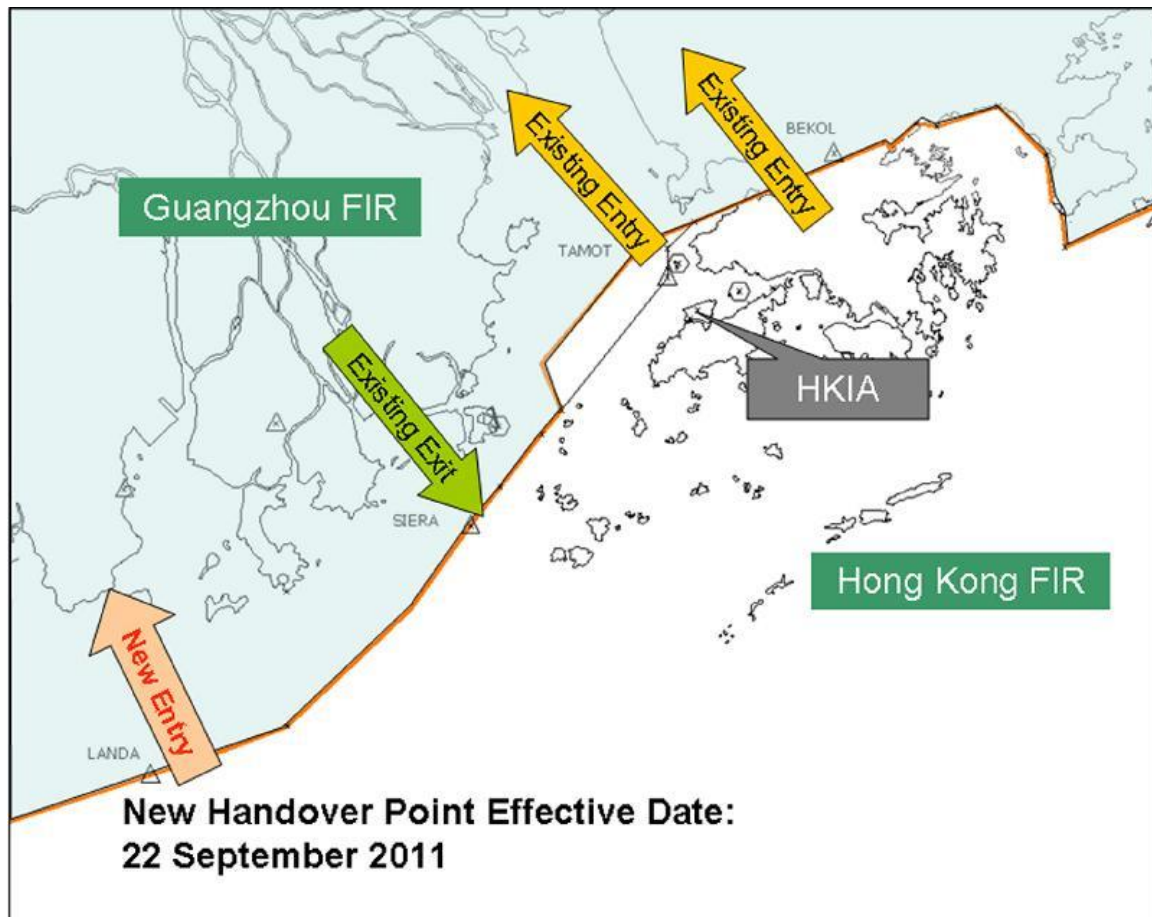 Existing Entry
BEKOL
Existing Entry
Guangzhou FIR
TAMOT
Existing Exit
HKIA
SIERA
Hong Kong FIR
New Entry
LANDA
New Handover Point Effective Date:
22 September 2011